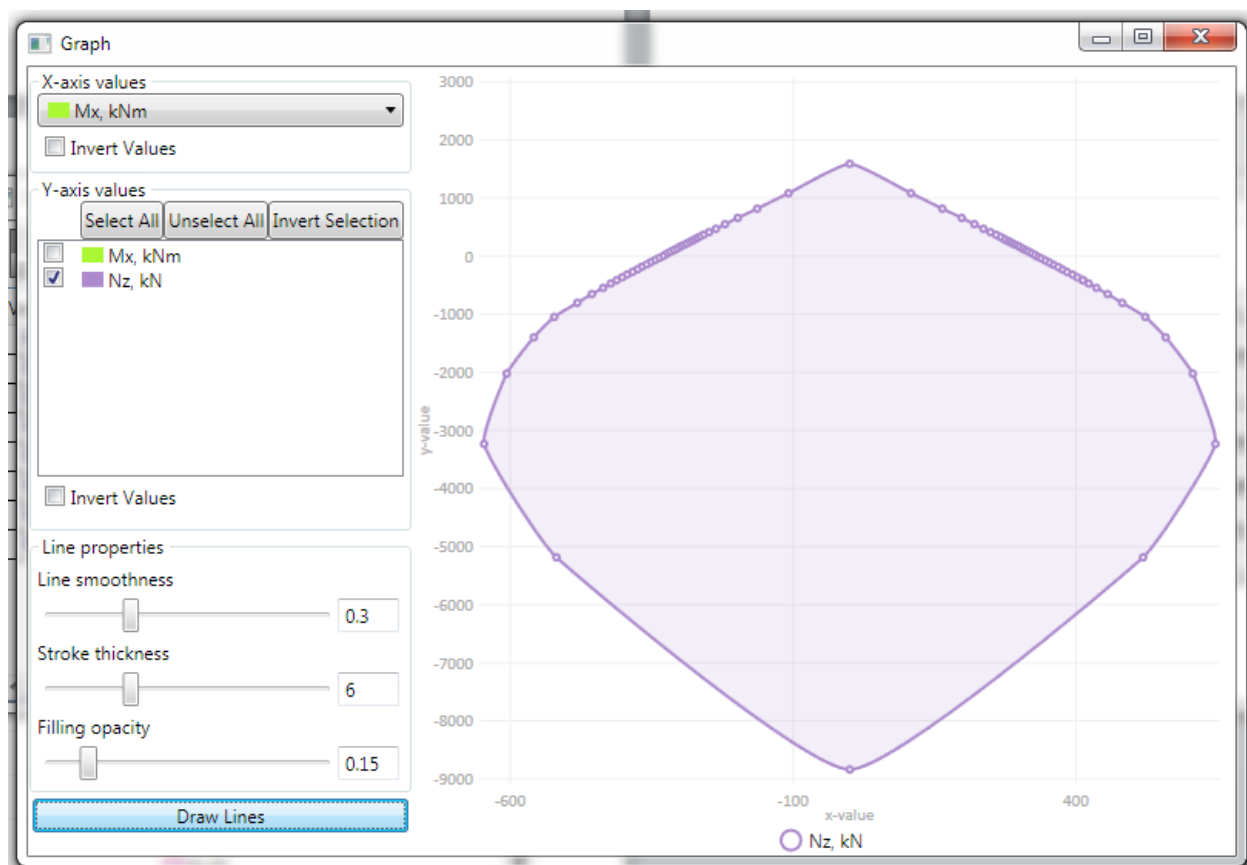 Graph
X-axis values
Mx, kNm
Invert Values
Y-axis values
Select All Unselect All Invert Selection
Mx, kNm
Nz, kN
Invert Values
Line properties
Line smoothness
0.3
Stroke thickness
6
Filling opacity
0.15
Draw Lines
3000
2000
1000
0
-1000
-2000
-3000
-4000
-5000
-6000
-7000
-8000
-9000
y-value
-600 -100 400
x-value
Nz, kN